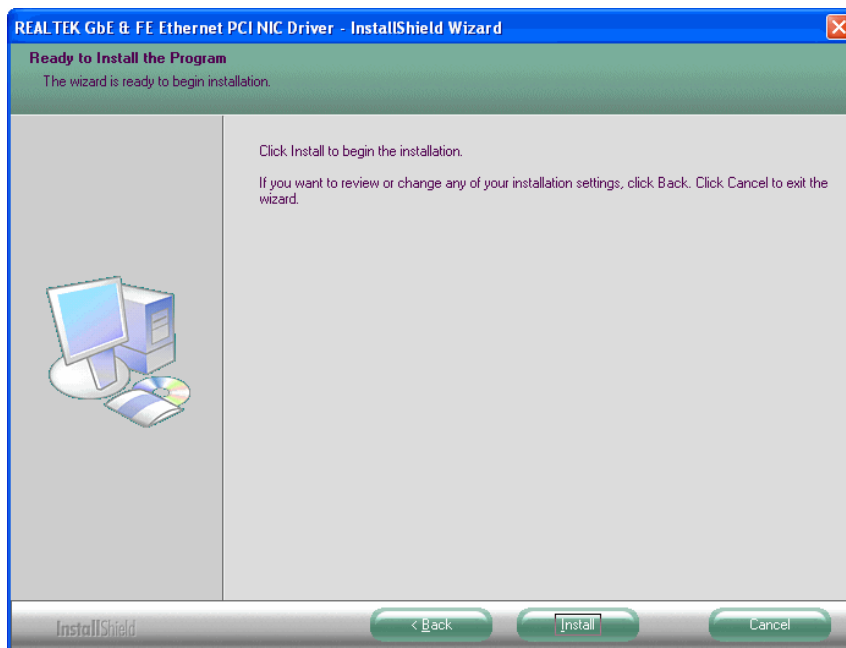 REALTEK GbE & FE Ethernet PCI NIC Driver - InstallShield Wizard
Ready to Install the Program
The wizard is ready to begin installation.
Click Install to begin the installation.
If you want to review or change any of your installation settings, click Back. Click Cancel to exit the
wizard.
InstallShield
< Back
Install
Cancel